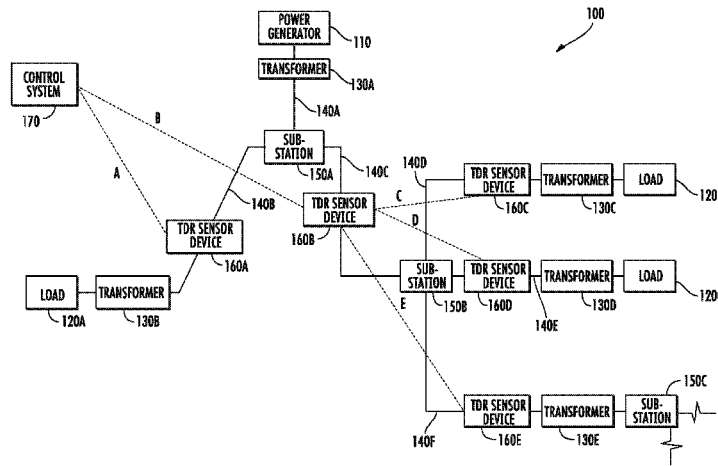 100
POWER
GENERATOR
110
TRANSFORMER
130A
CONTROL
SYSTEM
170
140A
B
SUB-
STATION
150A
140C
A
140B
140D
TDR SENSOR
DEVICE
160C
TRANSFORMER
130C
LOAD
120
C
TDR SENSOR
DEVICE
160B
D
TDR SENSOR
DEVICE
160A
LOAD
120A
TRANSFORMER
130B
SUB-
STATION
150B
E
TDR SENSOR
DEVICE
160D
140E
TRANSFORMER
130D
LOAD
120
150C
TDR SENSOR
DEVICE
160E
TRANSFORMER
130E
SUB-
STATION
140F